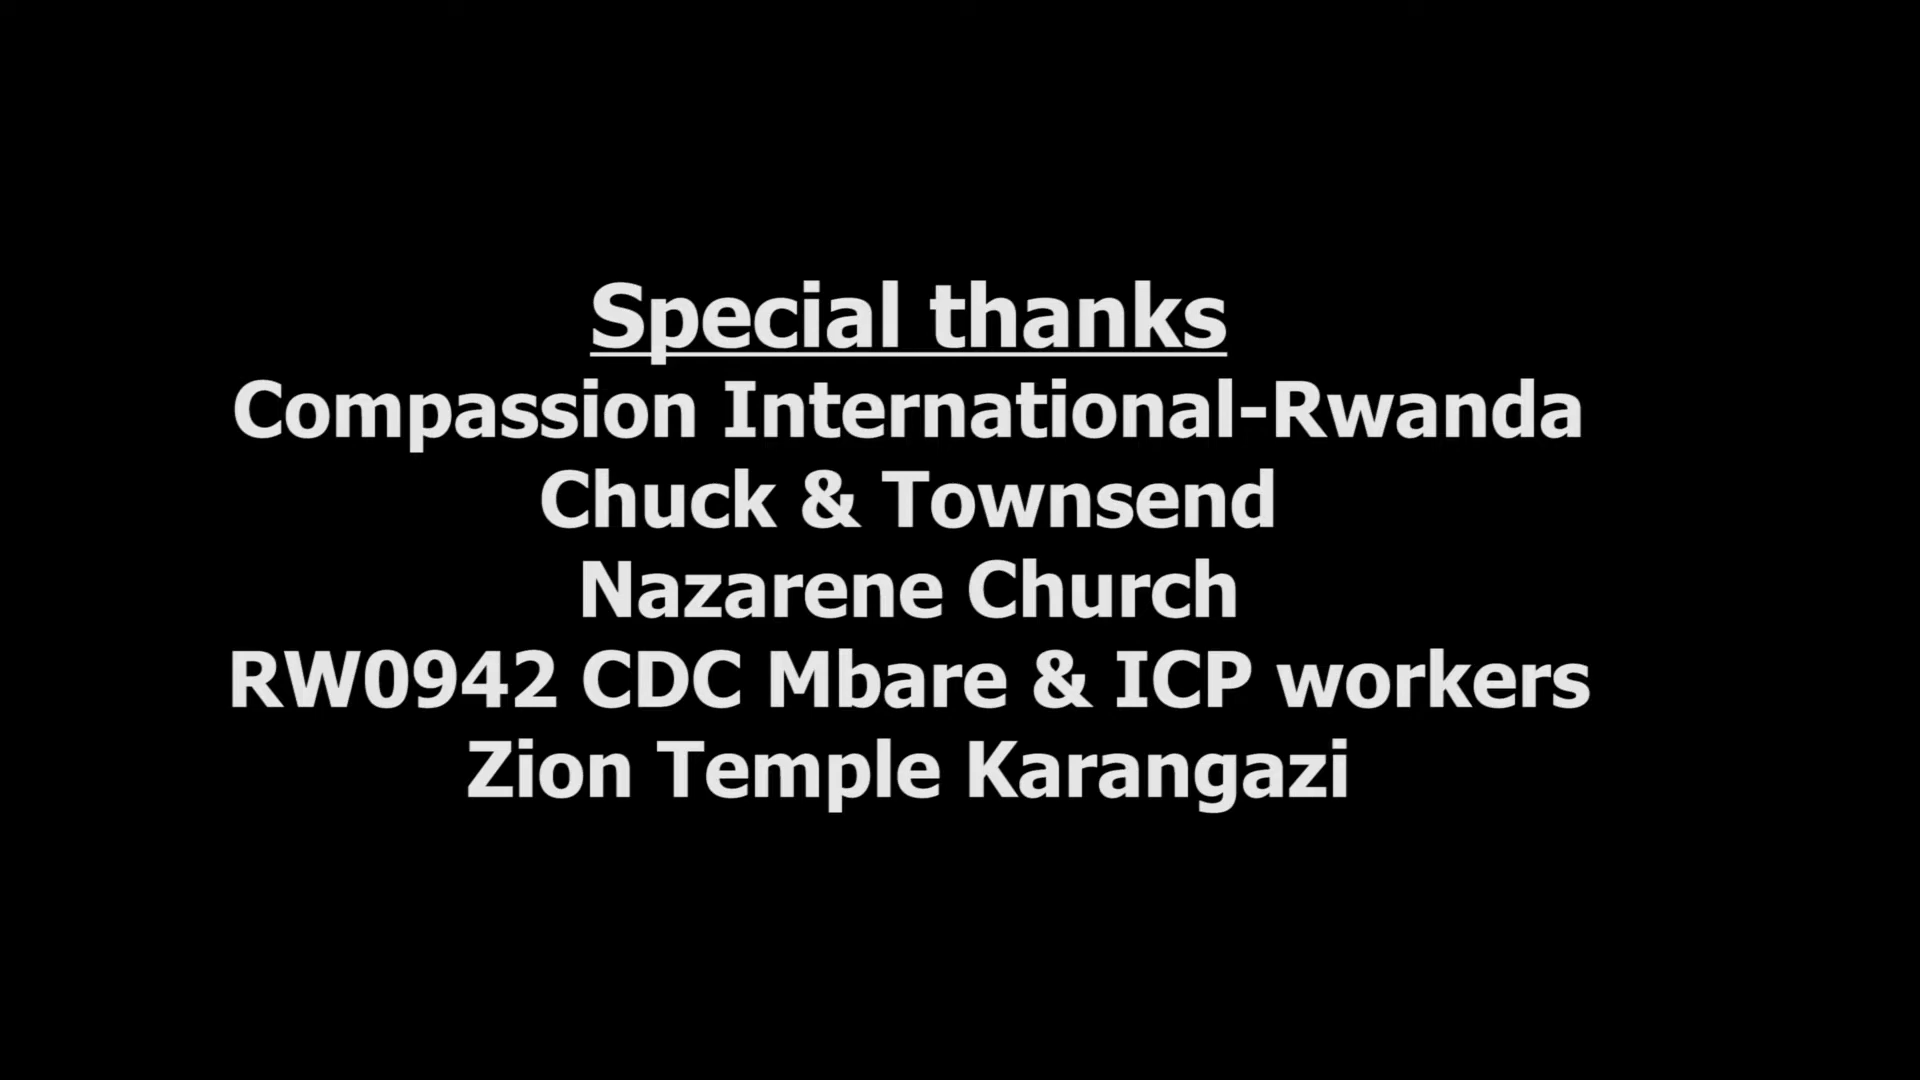 Special thanks
Compassion International-Rwanda
Chuck & Townsend
Nazarene Church
RW0942 CDC Mbare & ICP workers
Zion Temple Karangazi